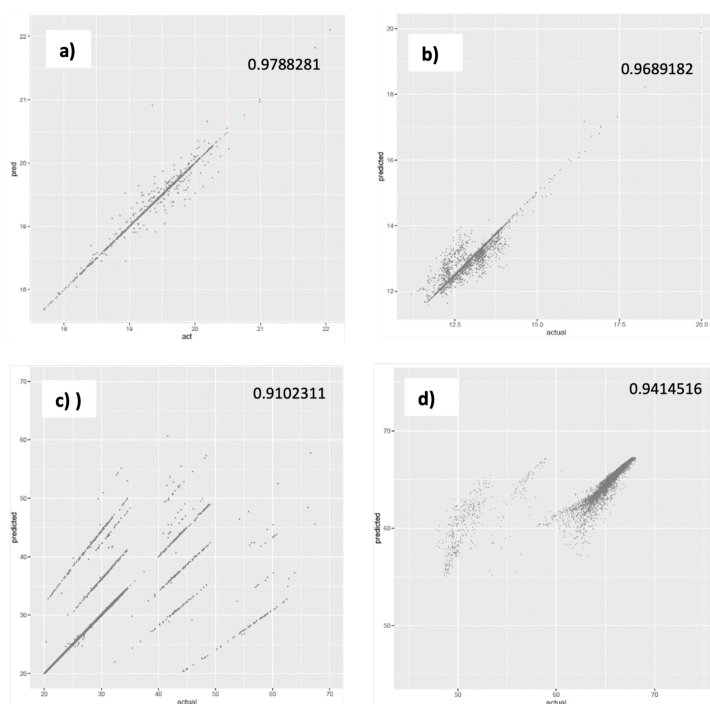 a)
0.9788281
22
21
20
19
18
pred
18 19 20 21 22
act
b)
0.9689182
20
18
16
14
12
predicted
12.5 15.0 17.5 20.0
actual
c) )
0.9102311
70
60
50
40
30
20
predicted
20 30 40 50 60 70
actual
d)
0.9414516
70
60
50
predicted
50 60 70
actual